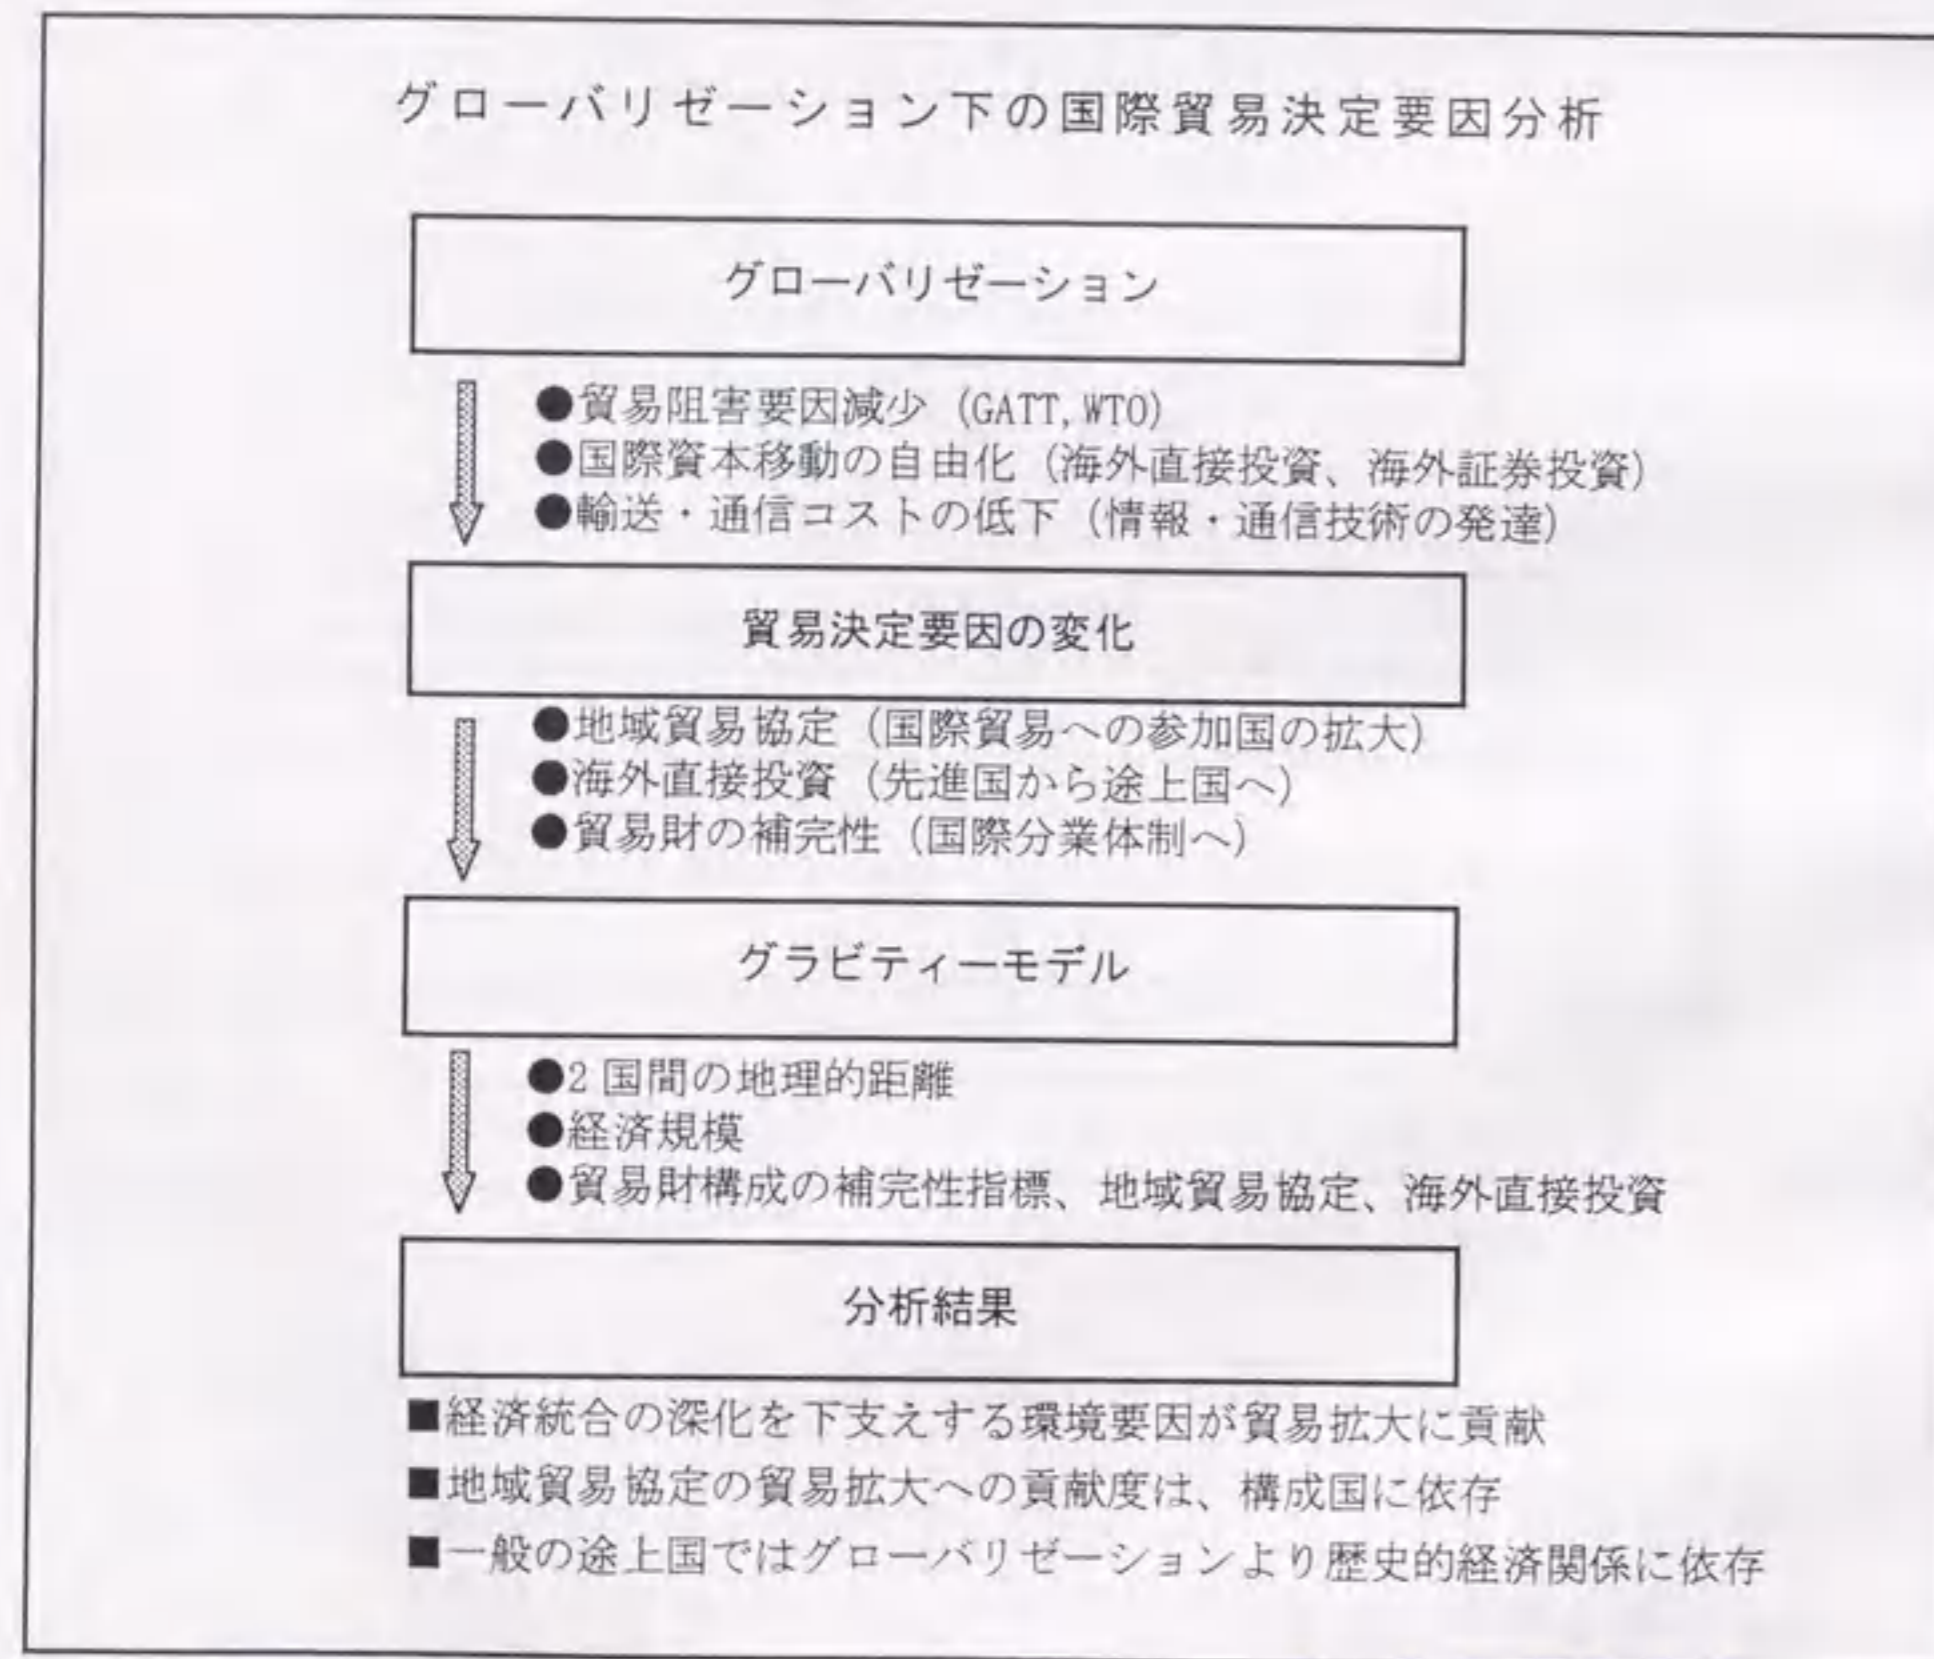 グローバリゼーション下の国際貿易決定要因分析
グローバリゼーション
●貿易阻害要因減少（GATT,WTO）
●国際資本移動の自由化（海外直接投資、海外証券投資）
●輸送・通信コストの低下（情報・通信技術の発達）
貿易決定要因の変化
●地域貿易協定（国際貿易への参加国の拡大）
●海外直接投資（先進国から途上国へ）
●貿易財の補完性（国際分業体制へ）
グラビティーモデル
●2国間の地理的距離
●経済規模
●貿易財構成の補完性指標、地域貿易協定、海外直接投資
分析結果
■経済統合の深化を下支えする環境要因が貿易拡大に貢献
■地域貿易協定の貿易拡大への貢献度は、構成国に依存
■一般の途上国ではグローバリゼーションより歴史的経済関係に依存